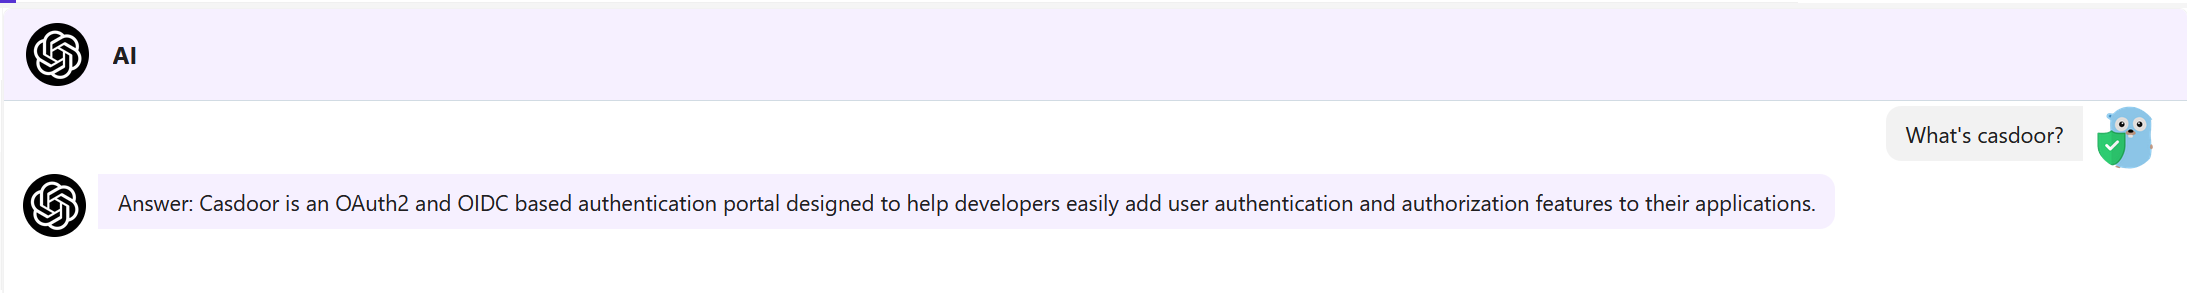 AI
What's casdoor?
Answer: Casdoor is an OAuth2 and OIDC based authentication portal designed to help developers easily add user authentication and authorization features to their applications.